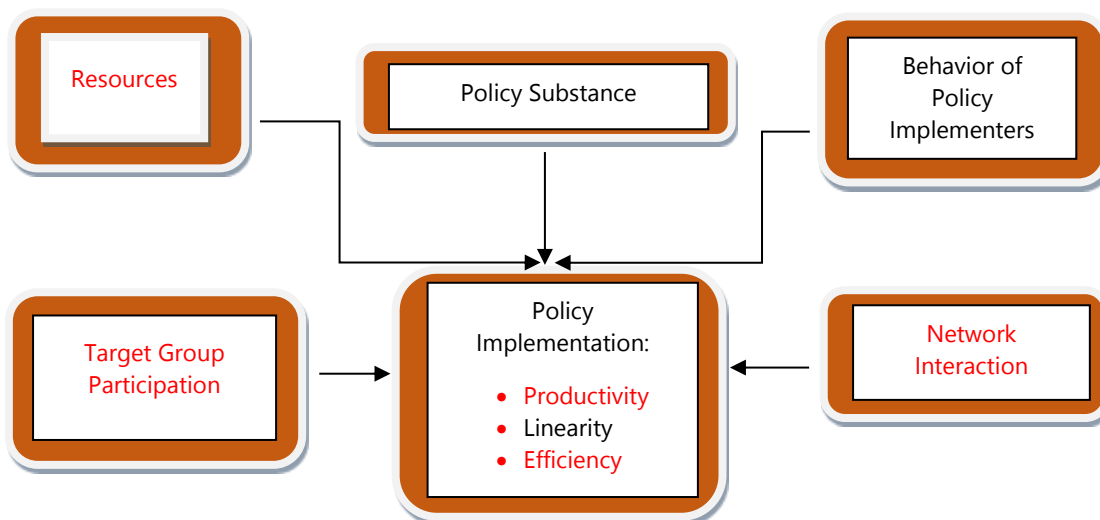 Resources
Policy Substance
Behavior of
Policy
Implementers
Target Group
Participation
Policy
Implementation:
• Productivity
• Linearity
• Efficiency
Network
Interaction